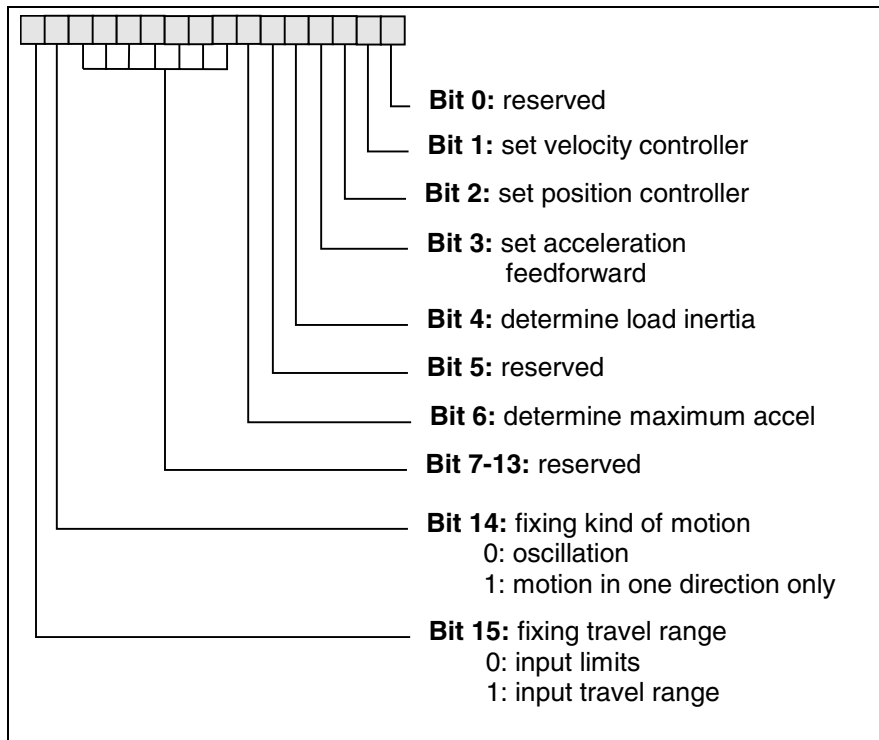 Bit 0: reserved
Bit 1: set velocity controller
Bit 2: set position controller
Bit 3: set acceleration
feedforward
Bit 4: determine load inertia
Bit 5: reserved
Bit 6: determine maximum accel
Bit 7-13: reserved
Bit 14: fixing kind of motion
0: oscillation
1: motion in one direction only
Bit 15: fixing travel range
0: input limits
1: input travel range